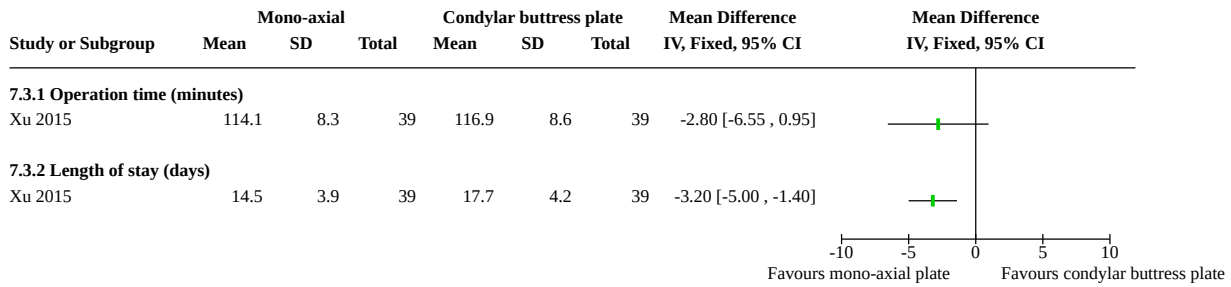 Mono-axial Condylar buttress plate Mean Difference Mean Difference
Study or Subgroup Mean SD Total Mean SD Total IV, Fixed, 95% CI IV, Fixed, 95% CI
7.3.1 Operation time (minutes)
Xu 2015 114.1 8.3 39 116.9 8.6 39 -2.80 [-6.55 , 0.95]
7.3.2 Length of stay (days)
Xu 2015 14.5 3.9 39 17.7 4.2 39 -3.20 [-5.00 , -1.40]
-10 -5 0 5 10
Favours mono-axial plate Favours condylar buttress plate